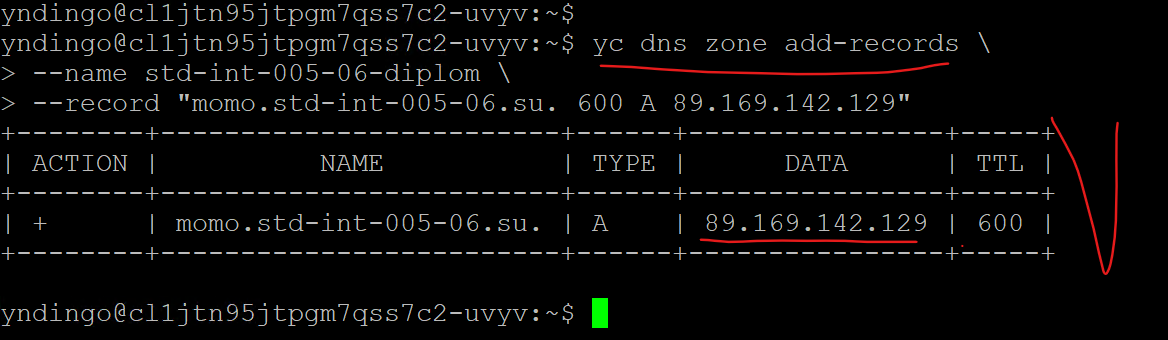 yndingo@cl1jtn95jtpgm7qss7c2-uvyv:~$
yndingo@cl1jtn95jtpgm7qss7c2-uvyv:~$ yc dns zone add-records \
> --name std-int-005-06-diplom \
> --record "momo.std-int-005-06.su. 600 A 89.169.142.129"
+--------+--------------------------+------+----------------+-----+
| ACTION |           NAME           | TYPE |      DATA      | TTL |
+--------+--------------------------+------+----------------+-----+
| +      | momo.std-int-005-06.su. | A    | 89.169.142.129 | 600 |
+--------+--------------------------+------+----------------+-----+
yndingo@cl1jtn95jtpgm7qss7c2-uvyv:~$